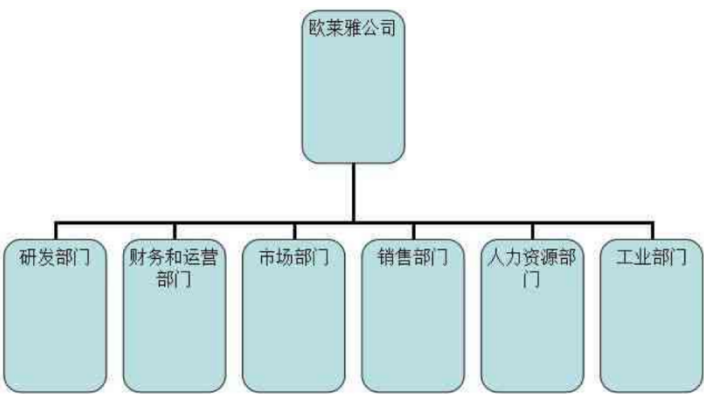 欧莱雅公司
研发部门
财务和运营
部门
市场部门
销售部门
人力资源部
门
工业部门